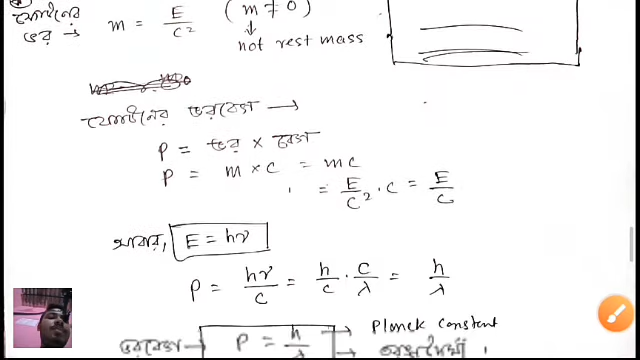 ফোটনের ভর → m = E/c² (m ≠ 0)
↓
not rest mass
ফোটনের ভরবেগ →
P = ভর × বেগ
P = m × c = mc
= E/c² · c = E/c
আবার, E = hν
P = hν/c = h/c · c/λ = h/λ
ভরবেগ → P = h/λ → Planck constant
→ তরঙ্গদৈর্ঘ্য